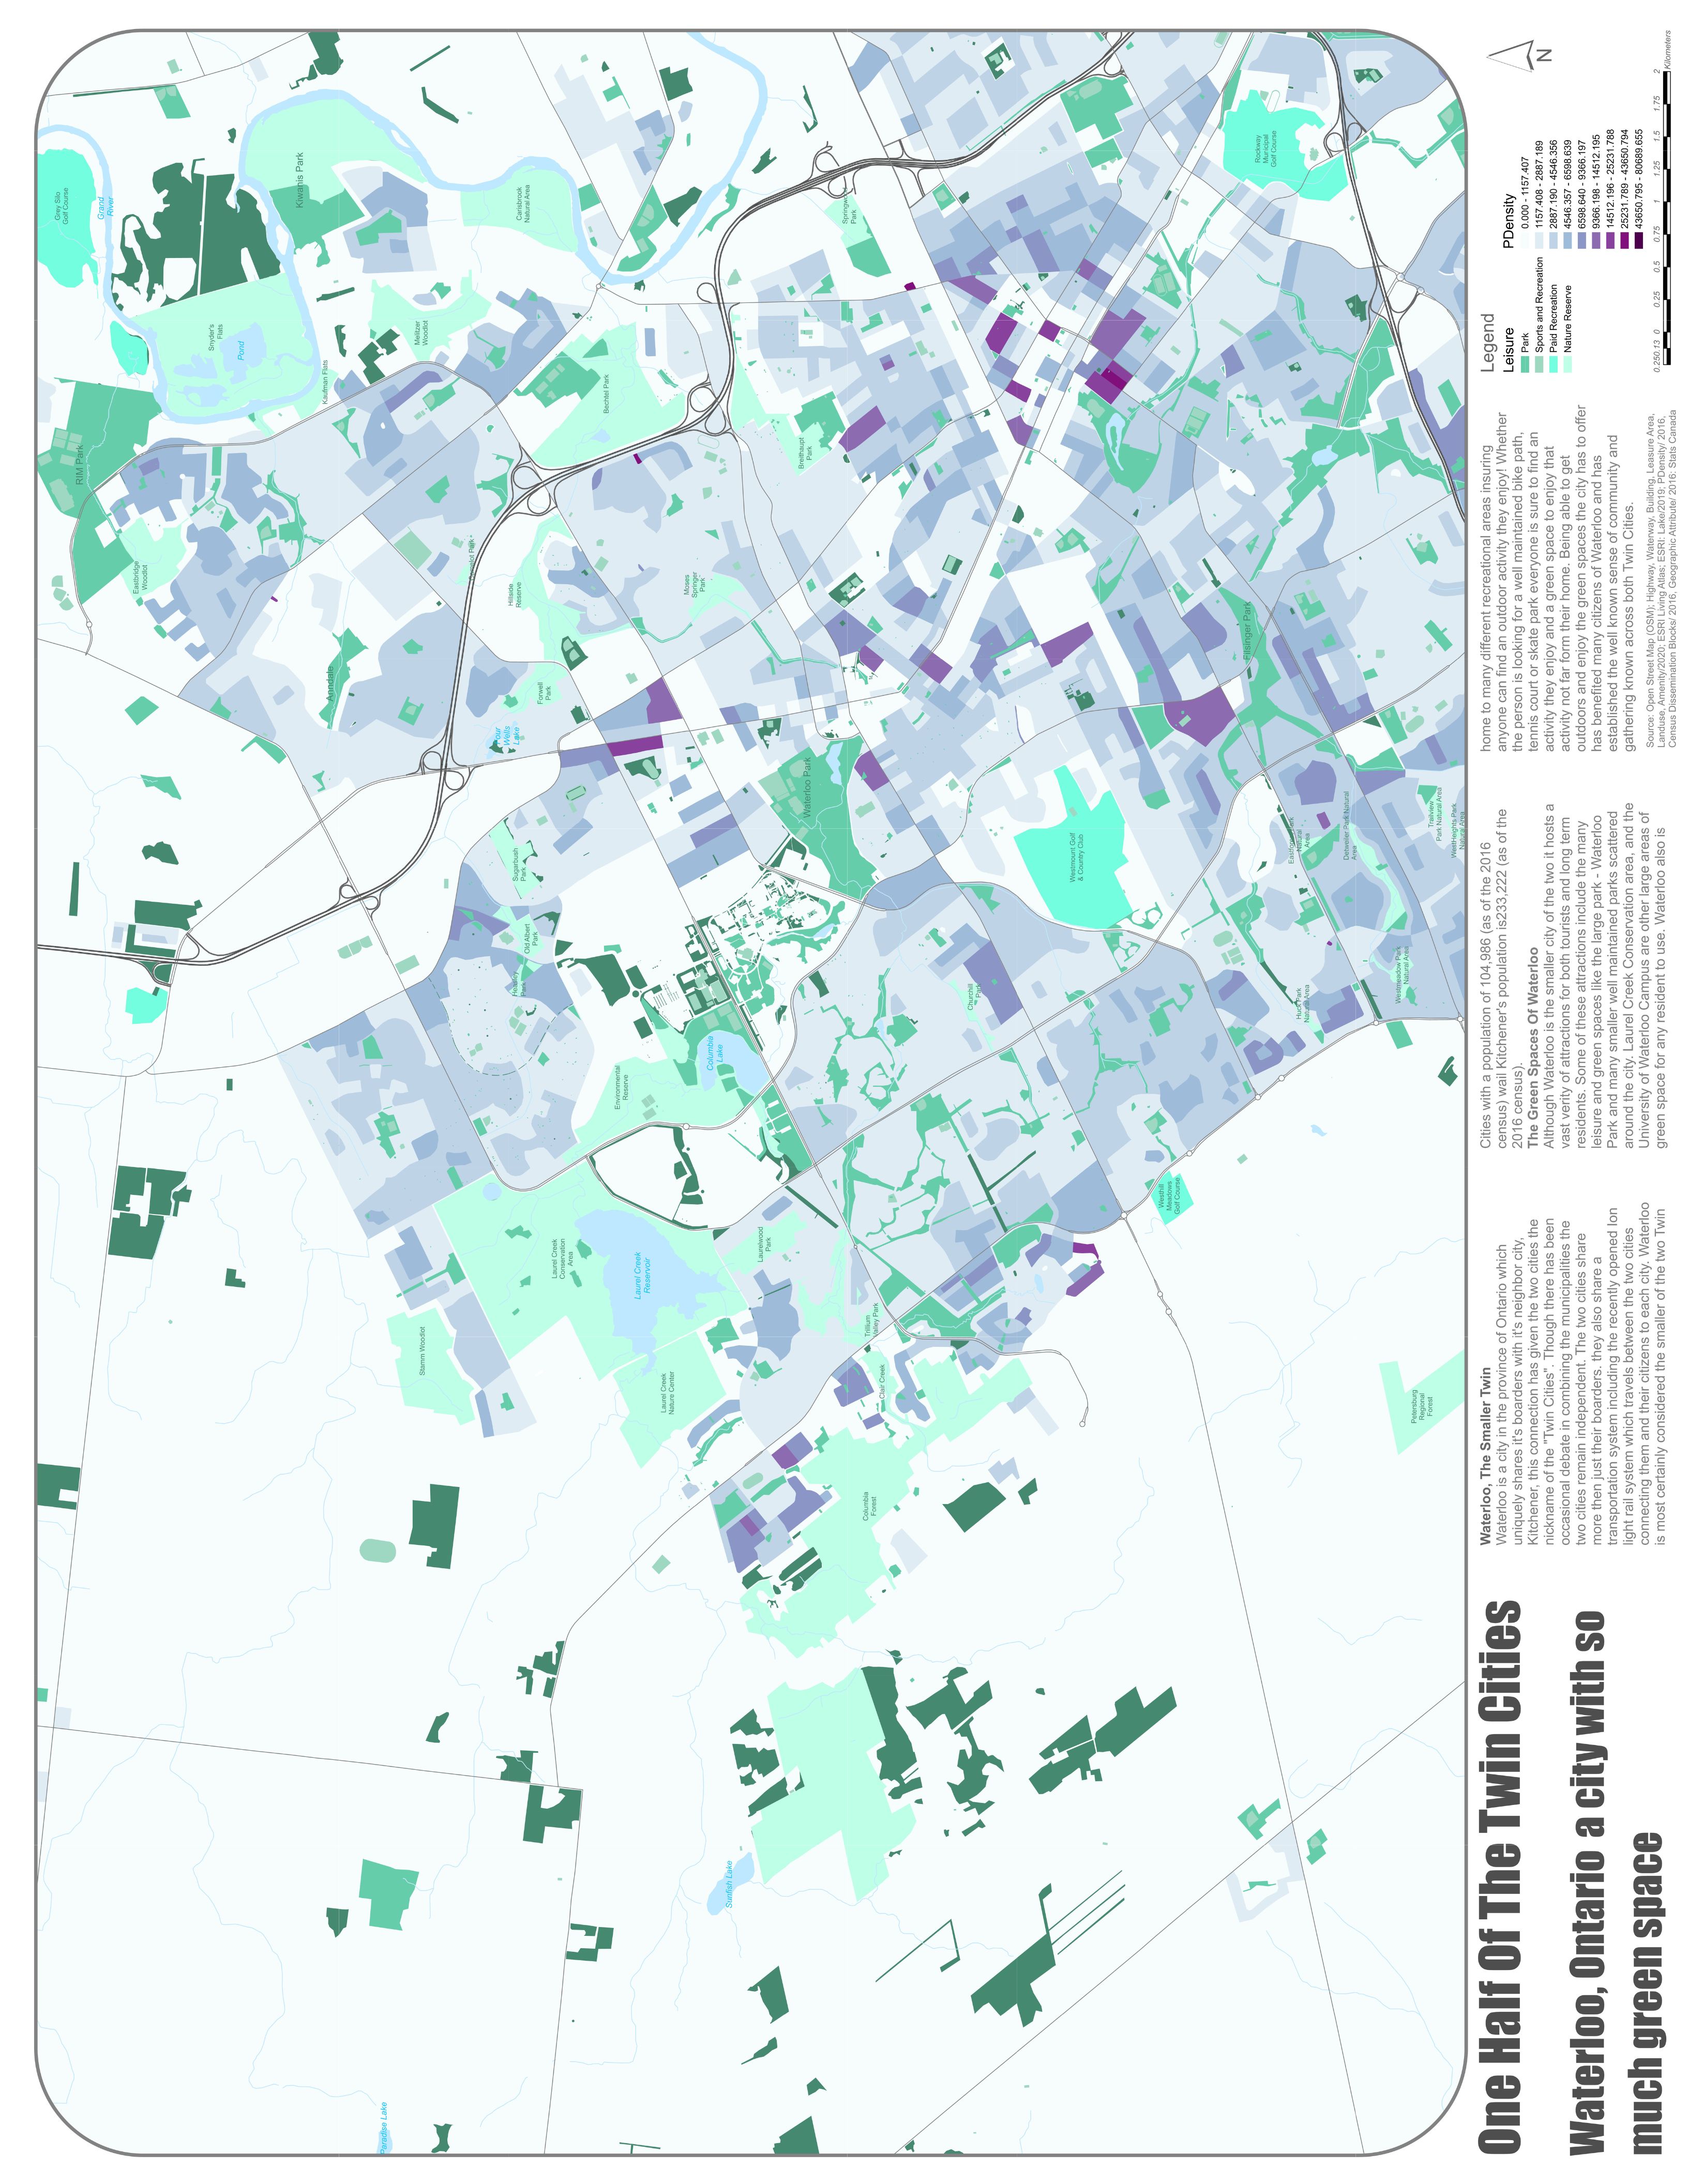 RIM Park
Grey Silo
Golf Course
Grand
River
Eastbridge
Woodlot
Snyder's
Flats
Pond
Kiwanis Park
Kaufman Flats
Anndale
Paradise Lake
Stamm Woodlot
Melitzer
Woodlot
Camelot Park
Four
Wells
Lake
Headley
Park
Old Albert
Park
Sugarbush
Park
Hillside
Reserve
Forwell
Park
Carisbrook
Natural Area
Laurel Creek
Conservation
Area
Environmental
Reserve
Bechtel Park
Laurel Creek
Reservoir
Laurel Creek
Nature Center
Moses
Springer
Park
Columbia
Lake
Sunfish Lake
Laurelwood
Park
Waterloo Park
Breithaupt
Park
Springwood
Park
Columbia
Forest
Trillium
Valley Park
Clair Creek
Churchill
Park
Westmount Golf
& Country Club
Westhill
Meadows
Golf Course
Filsinger Park
Rockway
Municipal
Golf Course
Huck Park
Natural Area
Eastforest Park
Natural
Area
Detweiler Park Natural
Area
Westmeadow Park
Natural Area
Petersburg
Regional
Forest
Trailview
Park Natural Area
WestHeights Park
Natural Area
One Half Of The Twin Cities
Waterloo, Ontario a city with so
much green space
Waterloo, The Smaller Twin
Waterloo is a city in the province of Ontario which
uniquely shares it's boarders with it's neighbor city,
Kitchener, this connection has given the two cities the
nickname of the "Twin Cities". Though there has been
occasional debate in combining the municipalities the
two cities remain independent. The two cities share
more then just their boarders. they also share a
transportation system including the recently opened Ion
light rail system which travels between the two cities
connecting them and their citizens to each city. Waterloo
is most certainly considered the smaller of the two Twin
Cities with a population of 104,986 (as of the 2016
census) wail Kitchener's population is233,222 (as of the
2016 census).
The Green Spaces Of Waterloo
Although Waterloo is the smaller city of the two it hosts a
vast verity of attractions for both tourists and long term
residents. Some of these attractions include the many
leisure and green spaces like the large park - Waterloo
Park and many smaller well maintained parks scattered
around the city. Laurel Creek Conservation area, and the
University of Waterloo Campus are other large areas of
green space for any resident to use. Waterloo also is
home to many different recreational areas insuring
anyone can find an outdoor activity they enjoy! Whether
the person is looking for a well maintained bike path,
tennis court or skate park everyone is sure to find an
activity they enjoy and a green space to enjoy that
activity not far form their home. Being able to get
outdoors and enjoy the green spaces the city has to offer
has benefited many citizens of Waterloo and has
established the well known sense of community and
gathering known across both Twin Cities.
Source: Open Street Map (OSM); Highway, Waterway, Building, Leasure Area,
Landuse, Amenity/2020; ESRI Living Atlas; ESRI: Lake/2019; PDensity/ 2016,
Census Dissemination Blocks/ 2016, Geographic Attribute/ 2016: Stats Canada
Legend
Leisure
Park
Sports and Recreation
Paid Recreation
Nature Reserve
PDensity
0.000 - 1157.407
1157.408 - 2887.189
2887.190 - 4546.356
4546.357 - 6598.639
6598.640 - 9366.197
9366.198 - 14512.195
14512.196 - 25231.788
25231.789 - 43650.794
43650.795 - 80689.655
N
0.250.13 0 0.25 0.5 0.75 1 1.25 1.5 1.75 2
Kilometers